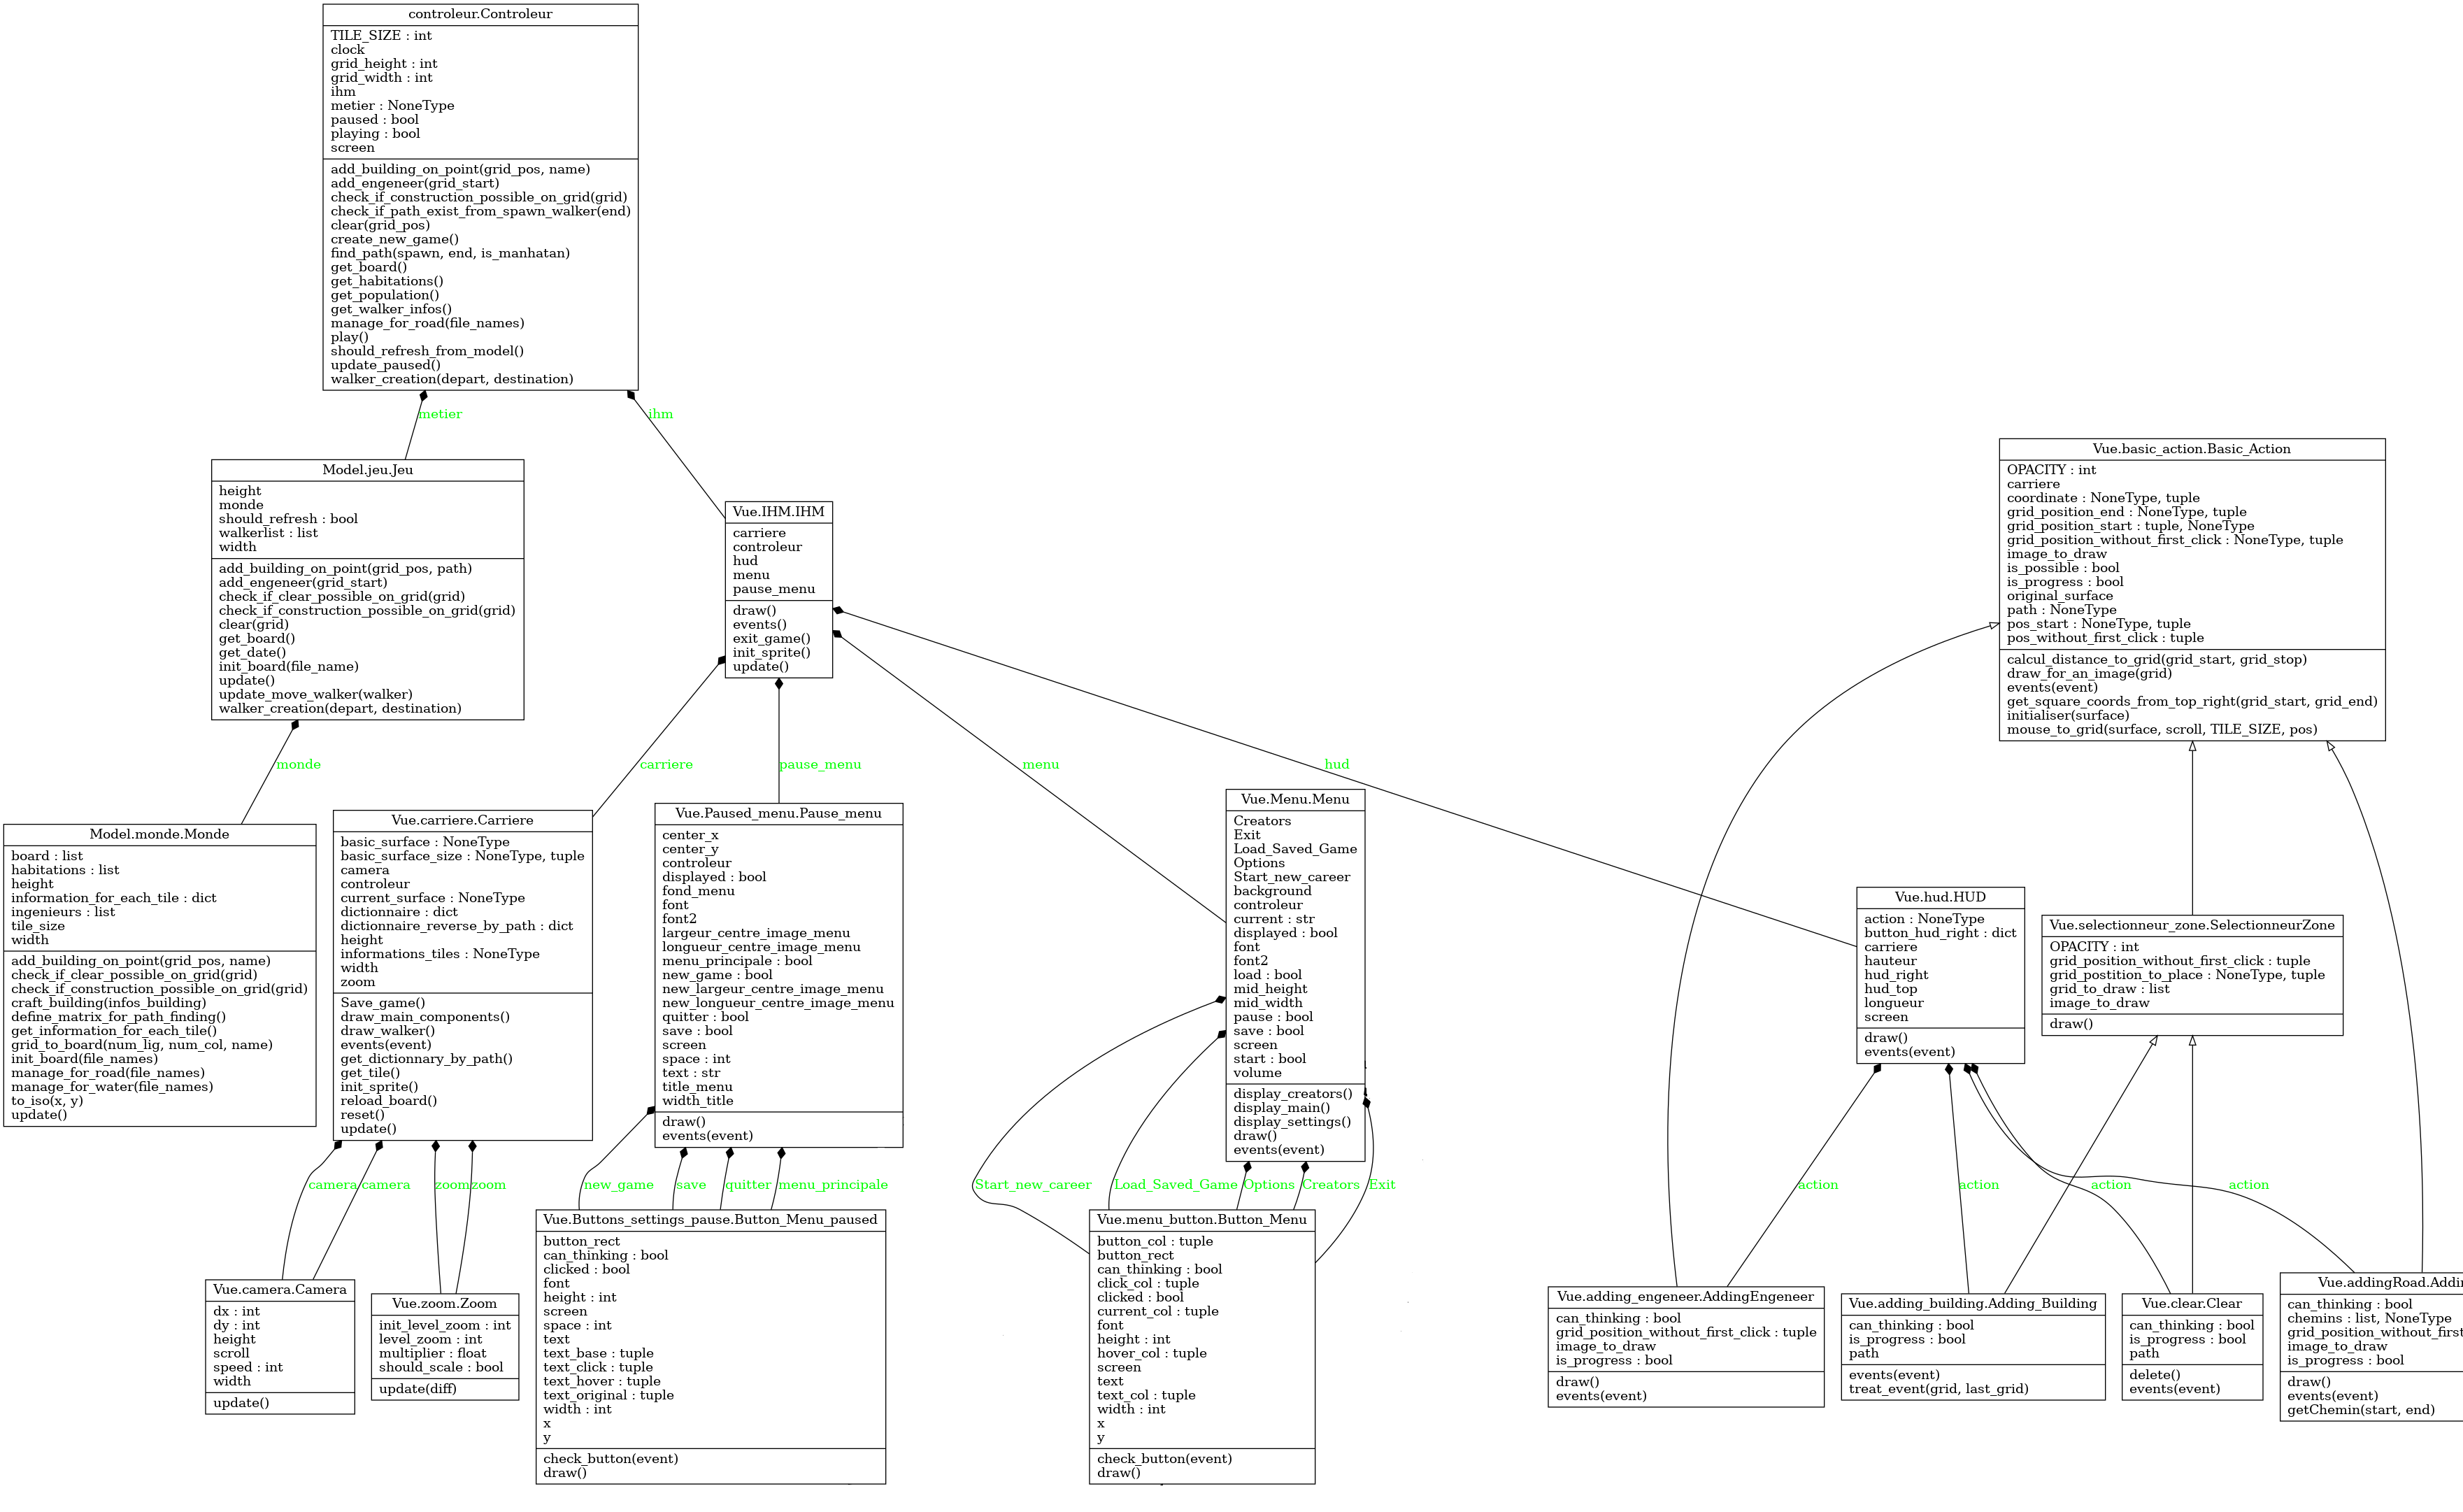 controleur.Controleur
TILE_SIZE : int
clock
grid_height : int
grid_width : int
ihm
metier : NoneType
paused : bool
playing : bool
screen
add_building_on_point(grid_pos, name)
add_engeneer(grid_start)
check_if_construction_possible_on_grid(grid)
check_if_path_exist_from_spawn_walker(end)
clear(grid_pos)
create_new_game()
find_path(spawn, end, is_manhatan)
get_board()
get_habitations()
get_population()
get_walker_infos()
manage_for_road(file_names)
play()
should_refresh_from_model()
update_paused()
walker_creation(depart, destination)
metier
ihm
Model.jeu.Jeu
height
monde
should_refresh : bool
walkerlist : list
width
add_building_on_point(grid_pos, path)
add_engeneer(grid_start)
check_if_clear_possible_on_grid(grid)
check_if_construction_possible_on_grid(grid)
clear(grid)
get_board()
get_date()
init_board(file_name)
update()
update_move_walker(walker)
walker_creation(depart, destination)
Vue.IHM.IHM
carriere
controleur
hud
menu
pause_menu
draw()
events()
exit_game()
init_sprite()
update()
Vue.basic_action.Basic_Action
OPACITY : int
carriere
coordinate : NoneType, tuple
grid_position_end : NoneType, tuple
grid_position_start : tuple, NoneType
grid_position_without_first_click : NoneType, tuple
image_to_draw
is_possible : bool
is_progress : bool
original_surface
path : NoneType
pos_start : NoneType, tuple
pos_without_first_click : tuple
calcul_distance_to_grid(grid_start, grid_stop)
draw_for_an_image(grid)
events(event)
get_square_coords_from_top_right(grid_start, grid_end)
initialiser(surface)
mouse_to_grid(surface, scroll, TILE_SIZE, pos)
monde
carriere
pause_menu
menu
hud
Model.monde.Monde
board : list
habitations : list
height
information_for_each_tile : dict
ingenieurs : list
tile_size
width
add_building_on_point(grid_pos, name)
check_if_clear_possible_on_grid(grid)
check_if_construction_possible_on_grid(grid)
craft_building(infos_building)
define_matrix_for_path_finding()
get_information_for_each_tile()
grid_to_board(num_lig, num_col, name)
init_board(file_names)
manage_for_road(file_names)
manage_for_water(file_names)
to_iso(x, y)
update()
Vue.carriere.Carriere
basic_surface : NoneType
basic_surface_size : NoneType, tuple
camera
controleur
current_surface : NoneType
dictionnaire : dict
dictionnaire_reverse_by_path : dict
height
informations_tiles : NoneType
width
zoom
Save_game()
draw_main_components()
draw_walker()
events(event)
get_dictionnary_by_path()
get_tile()
init_sprite()
reload_board()
reset()
update()
Vue.Paused_menu.Pause_menu
center_x
center_y
controleur
displayed : bool
fond_menu
font
font2
largeur_centre_image_menu
longueur_centre_image_menu
menu_principale : bool
new_game : bool
new_largeur_centre_image_menu
new_longueur_centre_image_menu
quitter : bool
save : bool
screen
space : int
text : str
title_menu
width_title
draw()
events(event)
Vue.Menu.Menu
Creators
Exit
Load_Saved_Game
Options
Start_new_career
background
controleur
current : str
displayed : bool
font
font2
load : bool
mid_height
mid_width
pause : bool
save : bool
screen
start : bool
volume
display_creators()
display_main()
display_settings()
draw()
events(event)
Vue.hud.HUD
action : NoneType
button_hud_right : dict
carriere
hauteur
hud_right
hud_top
longueur
screen
draw()
events(event)
Vue.selectionneur_zone.SelectionneurZone
OPACITY : int
grid_position_without_first_click : tuple
grid_postition_to_place : NoneType, tuple
grid_to_draw : list
image_to_draw
draw()
camera
camera
zoom
zoom
new_game
save
quitter
menu_principale
Start_new_career
Load_Saved_Game
Options
Creators
Exit
action
action
action
action
Vue.camera.Camera
dx : int
dy : int
height
scroll
speed : int
width
update()
Vue.zoom.Zoom
init_level_zoom : int
level_zoom : int
multiplier : float
should_scale : bool
update(diff)
Vue.Buttons_settings_pause.Button_Menu_paused
button_rect
can_thinking : bool
clicked : bool
font
height : int
screen
space : int
text
text_base : tuple
text_click : tuple
text_hover : tuple
text_original : tuple
width : int
x
y
check_button(event)
draw()
Vue.menu_button.Button_Menu
button_col : tuple
button_rect
can_thinking : bool
click_col : tuple
clicked : bool
current_col : tuple
font
height : int
hover_col : tuple
screen
text
text_col : tuple
width : int
x
y
check_button(event)
draw()
Vue.adding_engeneer.AddingEngeneer
can_thinking : bool
grid_position_without_first_click : tuple
image_to_draw
is_progress : bool
draw()
events(event)
Vue.adding_building.Adding_Building
can_thinking : bool
is_progress : bool
path
events(event)
treat_event(grid, last_grid)
Vue.clear.Clear
can_thinking : bool
is_progress : bool
path
delete()
events(event)
Vue.addingRoad.Addin
can_thinking : bool
chemins : list, NoneType
grid_position_without_first
image_to_draw
is_progress : bool
draw()
events(event)
getChemin(start, end)